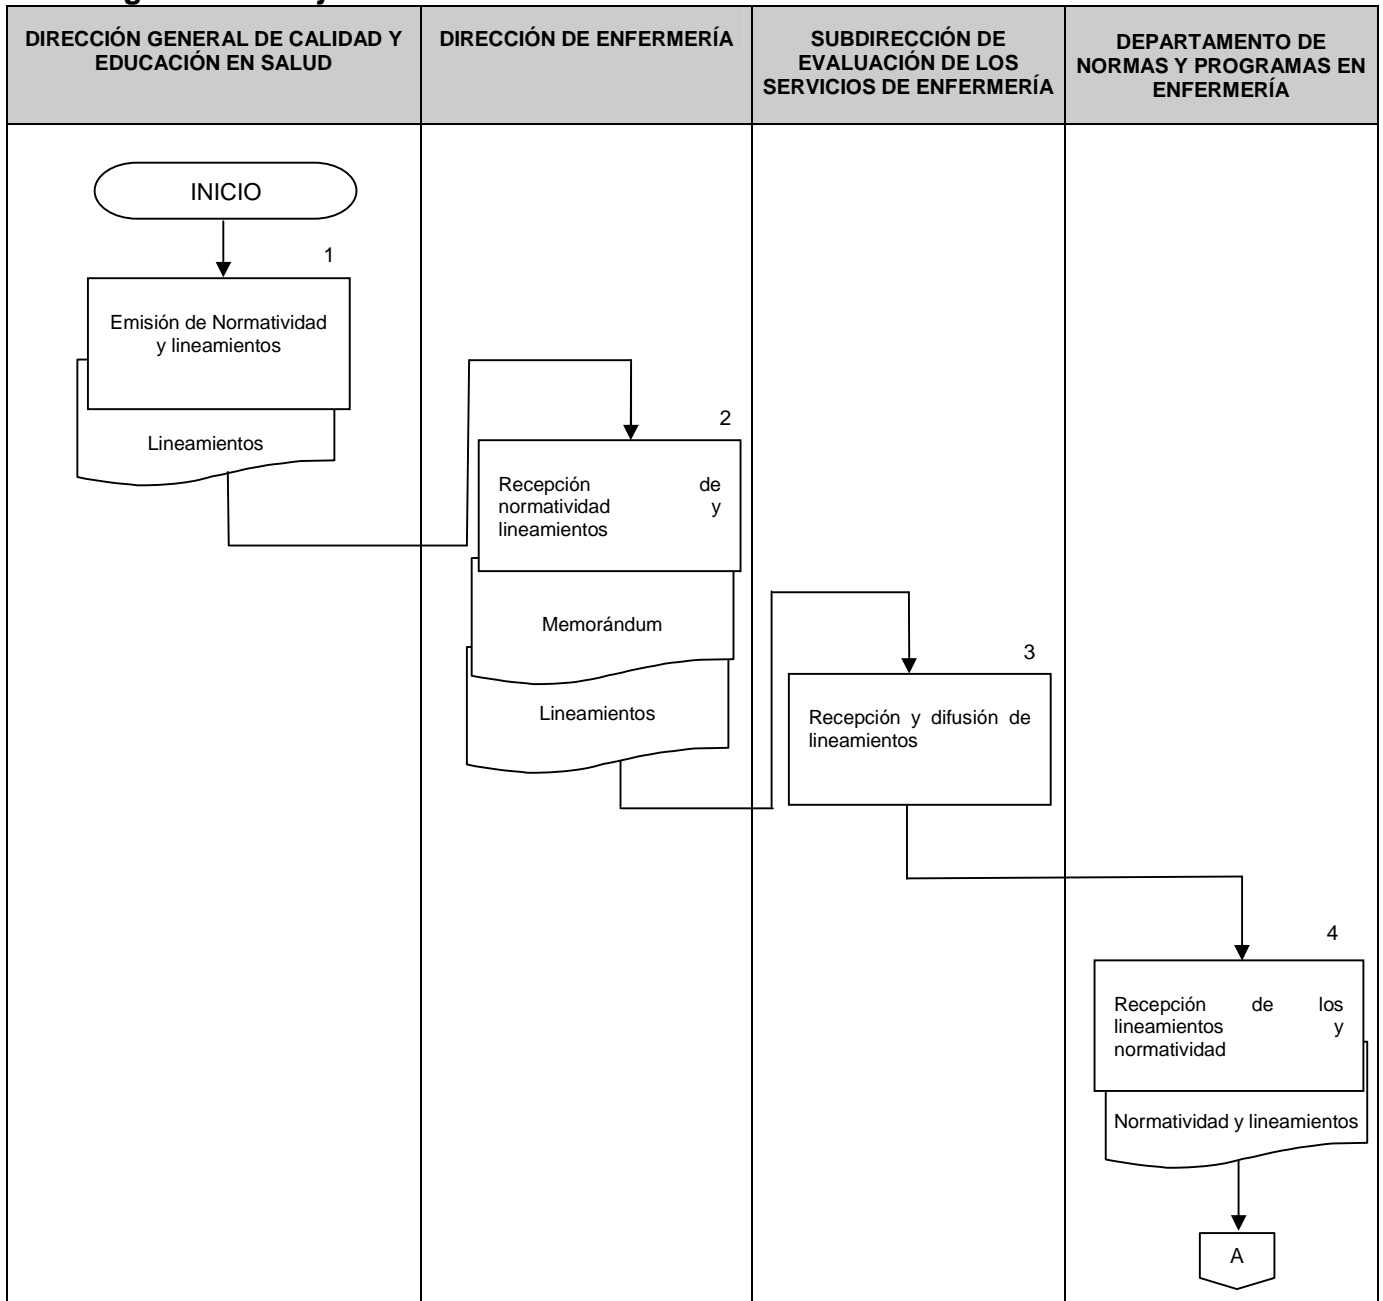 DIRECCIÓN GENERAL DE CALIDAD Y
EDUCACIÓN EN SALUD
DIRECCIÓN DE ENFERMERÍA
SUBDIRECCIÓN DE
EVALUACIÓN DE LOS
SERVICIOS DE ENFERMERÍA
DEPARTAMENTO DE
NORMAS Y PROGRAMAS EN
ENFERMERÍA
INICIO
1
Emisión de Normatividad
y lineamientos
Lineamientos
2
Recepción de
normatividad y
lineamientos
Memorándum
Lineamientos
3
Recepción y difusión de
lineamientos
4
Recepción de los
lineamientos y
normatividad
Normatividad y lineamientos
A